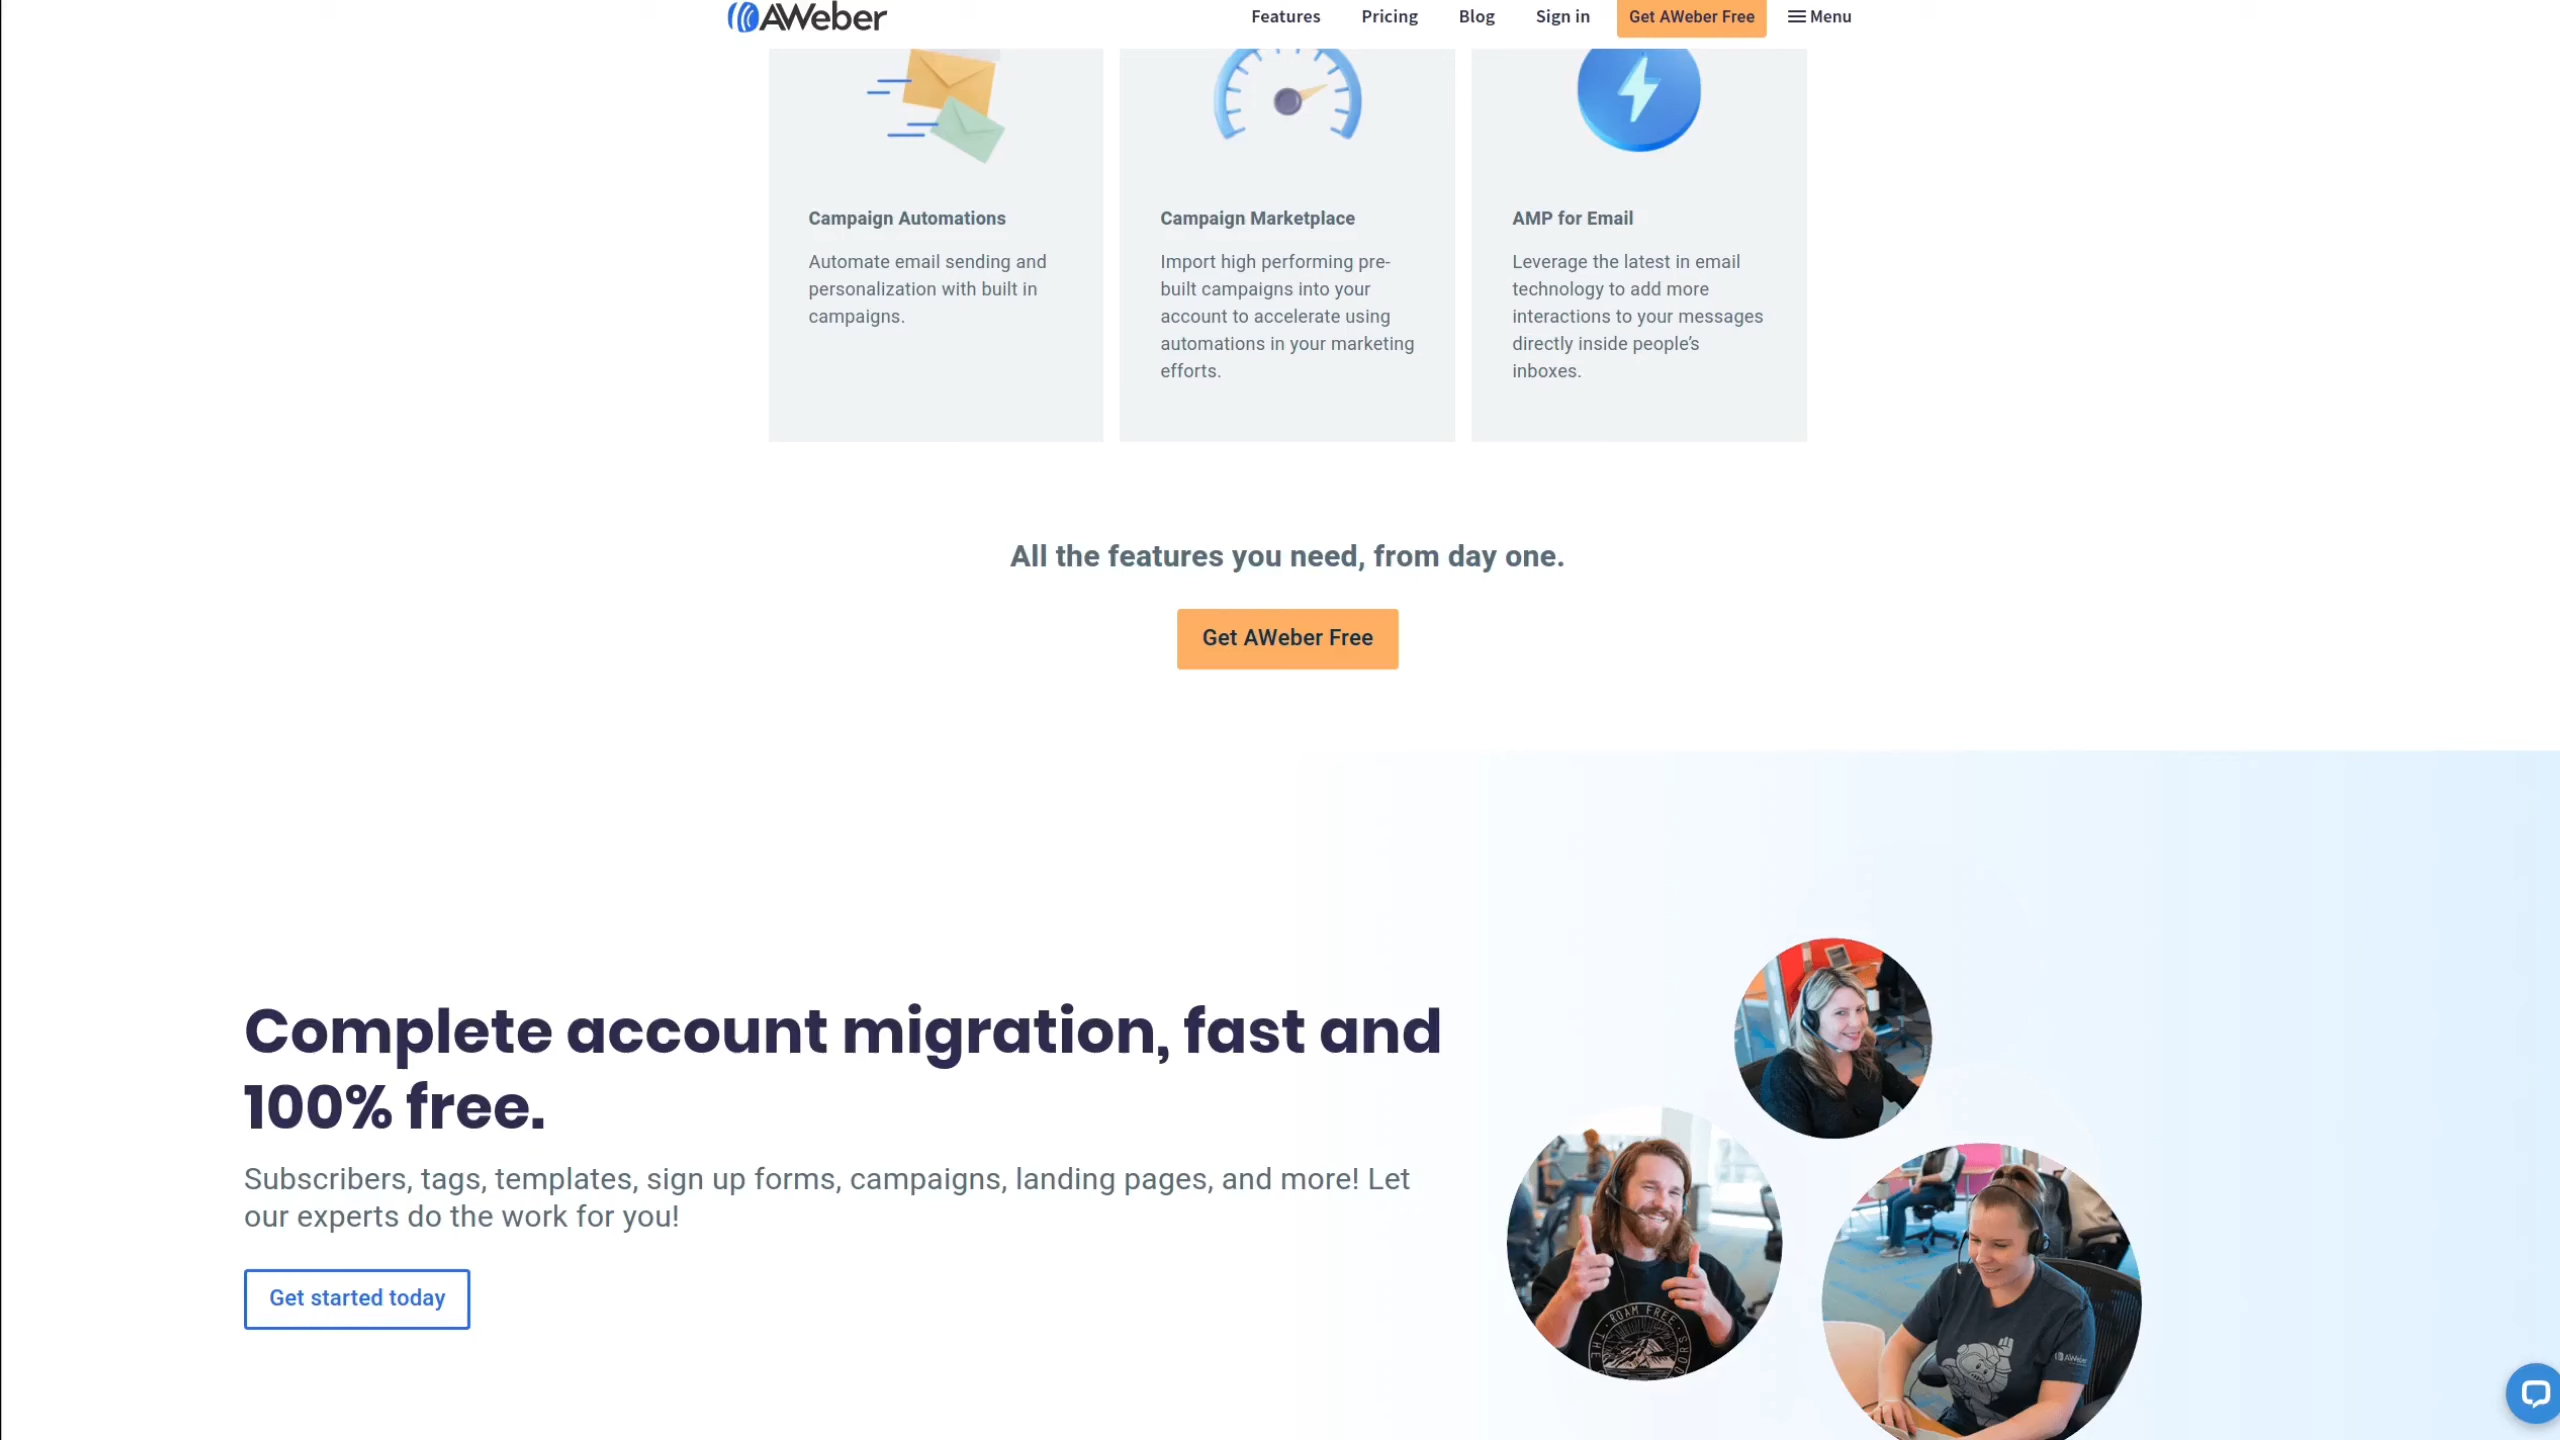 AWeber
Features
Pricing
Blog
Sign in
Get AWeber Free
Menu
Campaign Automations
Automate email sending and
personalization with built in
campaigns.
Campaign Marketplace
Import high performing pre-
built campaigns into your
account to accelerate using
automations in your marketing
efforts.
AMP for Email
Leverage the latest in email
technology to add more
interactions to your messages
directly inside people’s
inboxes.
All the features you need, from day one.
Get AWeber Free
Complete account migration, fast and
100% free.
Subscribers, tags, templates, sign up forms, campaigns, landing pages, and more! Let
our experts do the work for you!
Get started today
THE · ROAM FREE ·
AWeber